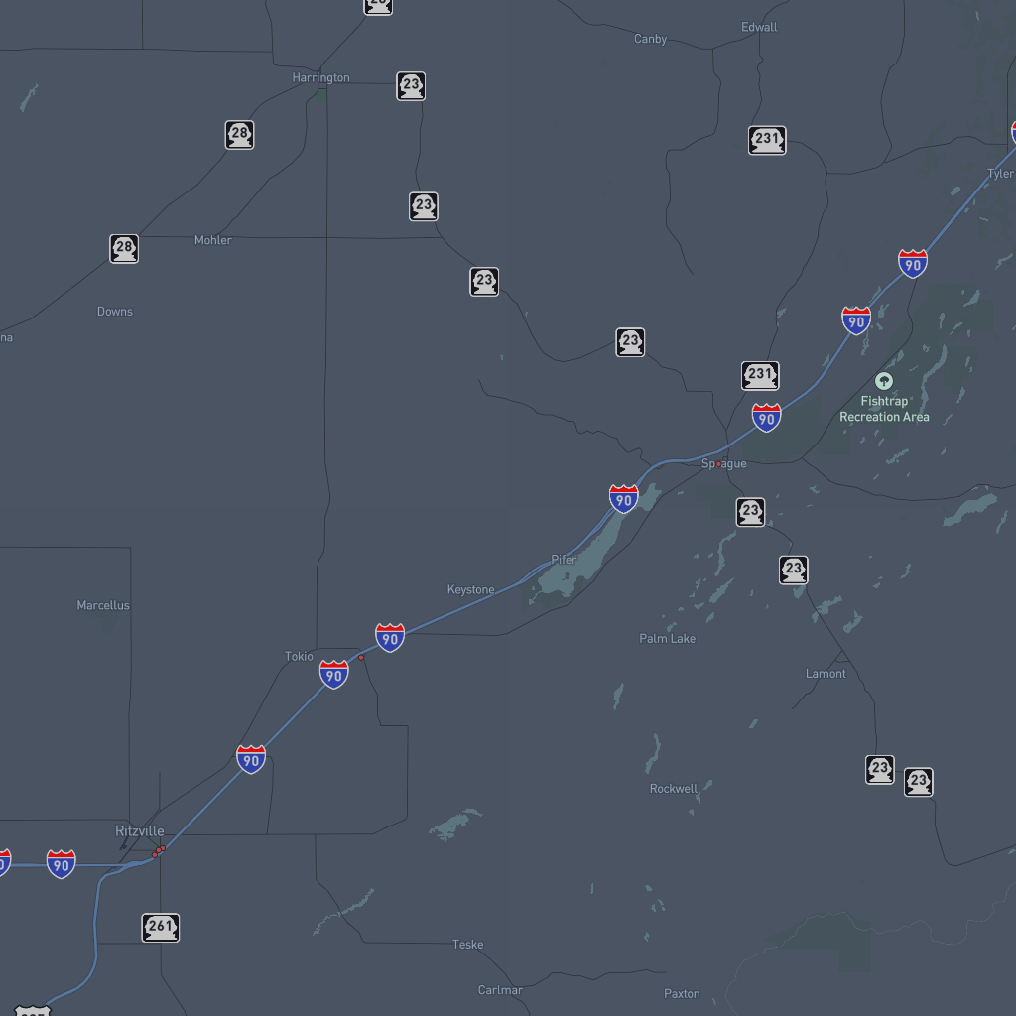 Edwall
Canby
Harrington
23
28
231
Tyler
23
Mohler
28
90
23
Downs
90
23
231
Fishtrap
Recreation Area
90
Sprague
90
23
Pifer
23
Keystone
Marcellus
90
Palm Lake
Tokio
90
Lamont
90
23
23
Rockwell
Ritzville
90
261
Teske
Carlmar
Paxton